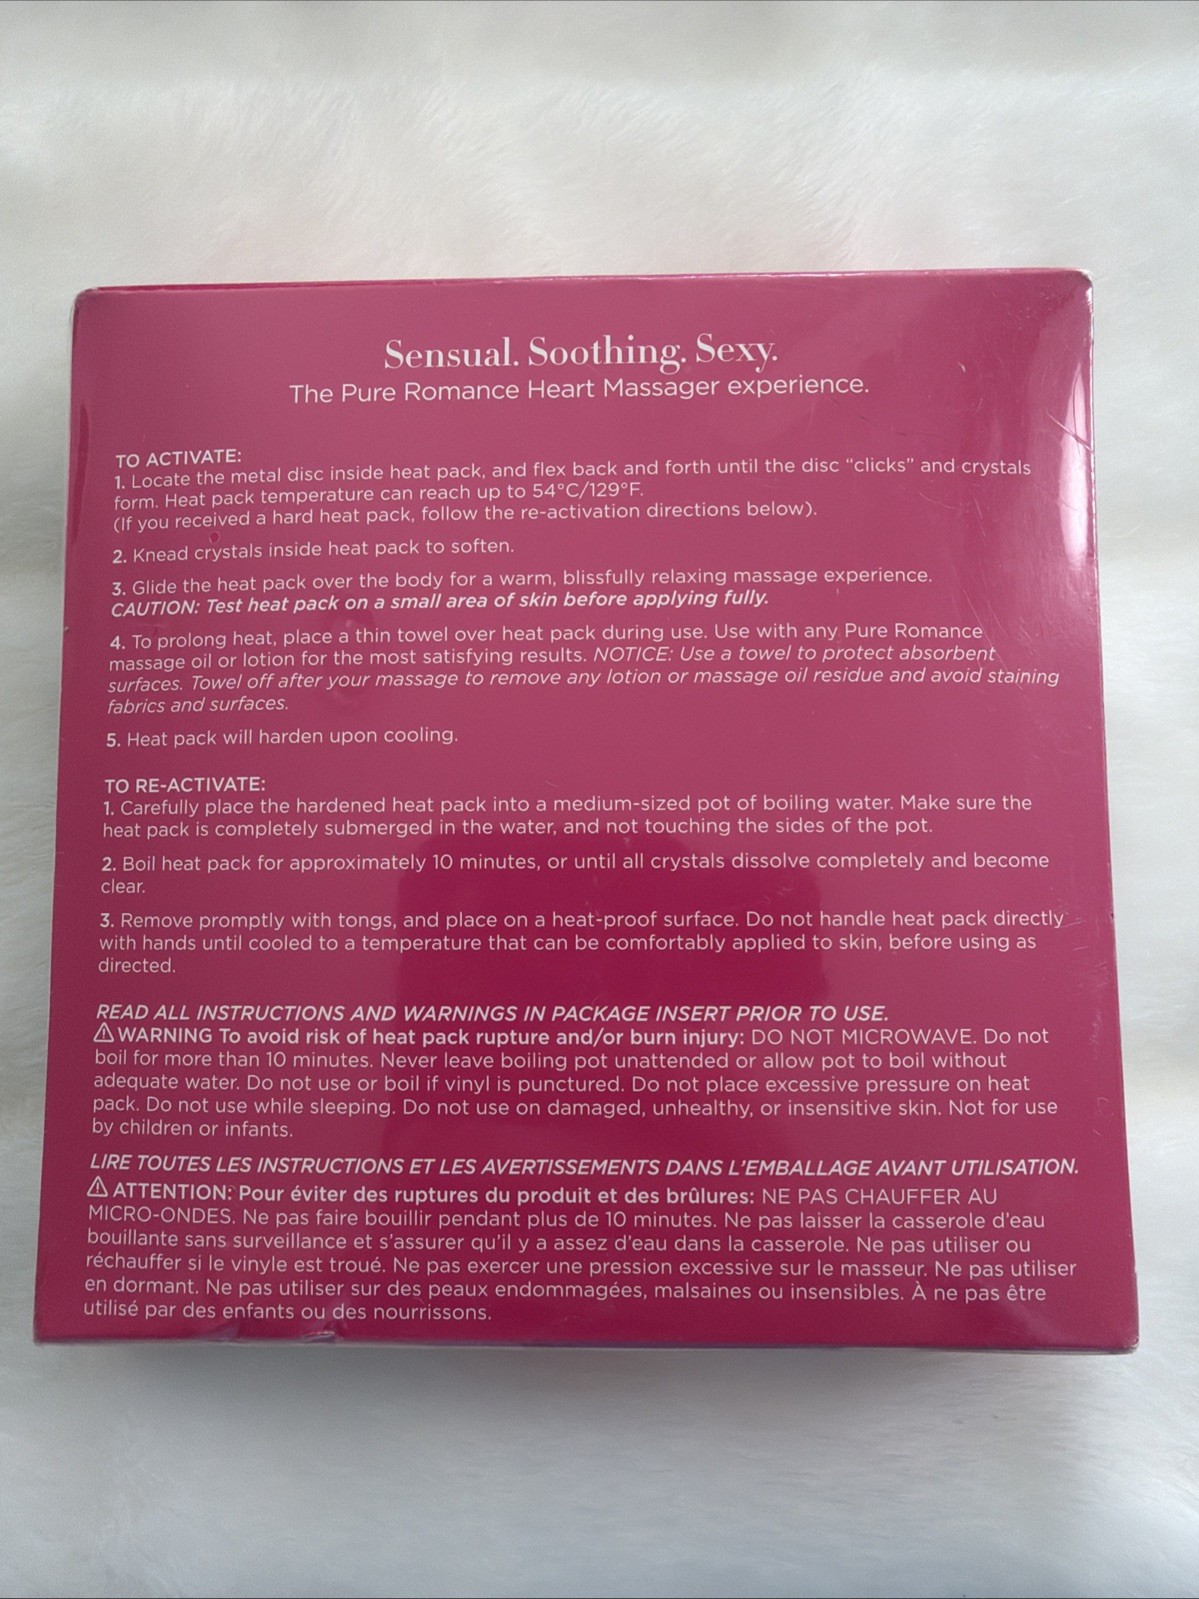 Sensual. Soothing. Sexy.
The Pure Romance Heart Massager experience.
TO ACTIVATE:
1. Locate the metal disc inside heat pack, and flex back and forth until the disc “clicks” and crystals
form. Heat pack temperature can reach up to 54°C/129°F.
(If you received a hard heat pack, follow the re-activation directions below).
2. Knead crystals inside heat pack to soften.
3. Glide the heat pack over the body for a warm, blissfully relaxing massage experience.
CAUTION: Test heat pack on a small area of skin before applying fully.
4. To prolong heat, place a thin towel over heat pack during use. Use with any Pure Romance
massage oil or lotion for the most satisfying results. NOTICE: Use a towel to protect absorbent
surfaces. Towel off after your massage to remove any lotion or massage oil residue and avoid staining
fabrics and surfaces.
5. Heat pack will harden upon cooling.
TO RE-ACTIVATE:
1. Carefully place the hardened heat pack into a medium-sized pot of boiling water. Make sure the
heat pack is completely submerged in the water, and not touching the sides of the pot.
2. Boil heat pack for approximately 10 minutes, or until all crystals dissolve completely and become
clear.
3. Remove promptly with tongs, and place on a heat-proof surface. Do not handle heat pack directly
with hands until cooled to a temperature that can be comfortably applied to skin, before using as
directed.
READ ALL INSTRUCTIONS AND WARNINGS IN PACKAGE INSERT PRIOR TO USE.
⚠ WARNING To avoid risk of heat pack rupture and/or burn injury: DO NOT MICROWAVE. Do not
boil for more than 10 minutes. Never leave boiling pot unattended or allow pot to boil without
adequate water. Do not use or boil if vinyl is punctured. Do not place excessive pressure on heat
pack. Do not use while sleeping. Do not use on damaged, unhealthy, or insensitive skin. Not for use
by children or infants.
LIRE TOUTES LES INSTRUCTIONS ET LES AVERTISSEMENTS DANS L’EMBALLAGE AVANT UTILISATION.
⚠ ATTENTION: Pour éviter des ruptures du produit et des brûlures: NE PAS CHAUFFER AU
MICRO-ONDES. Ne pas faire bouillir pendant plus de 10 minutes. Ne pas laisser la casserole d’eau
bouillante sans surveillance et s’assurer qu’il y a assez d’eau dans la casserole. Ne pas utiliser ou
réchauffer si le vinyle est troué. Ne pas exercer une pression excessive sur le masseur. Ne pas utiliser
en dormant. Ne pas utiliser sur des peaux endommagées, malsaines ou insensibles. À ne pas être
utilisé par des enfants ou des nourrissons.